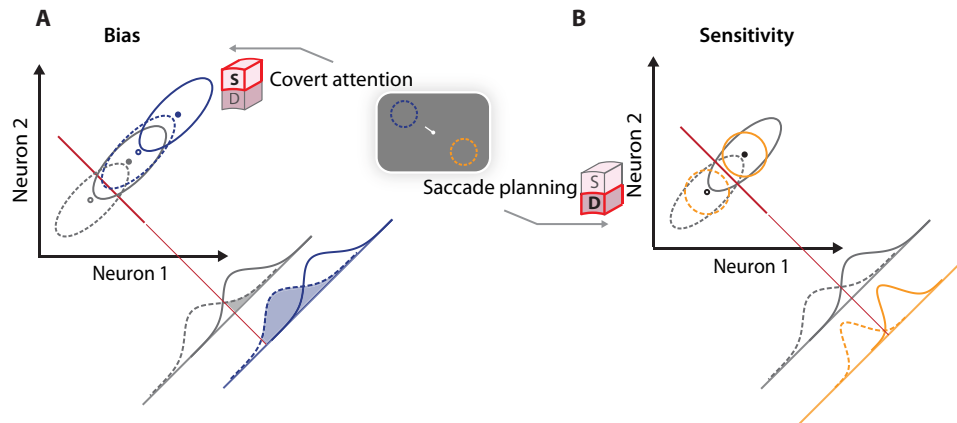 A
B
Bias
Sensitivity
S
D
Covert attention
Neuron 2
Neuron 1
Saccade planning
S
D
Neuron 2
Neuron 1